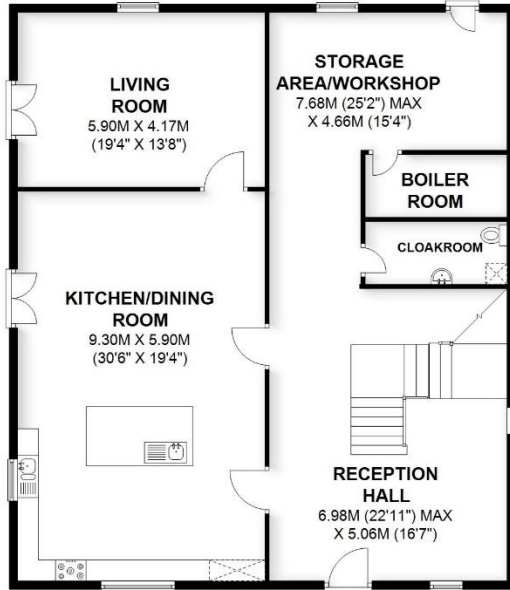 LIVING
ROOM
5.90M X 4.17M
(19'4" X 13'8")
STORAGE
AREA/WORKSHOP
7.68M (25'2") MAX
X 4.66M (15'4")
BOILER
ROOM
CLOAKROOM
KITCHEN/DINING
ROOM
9.30M X 5.90M
(30'6" X 19'4")
RECEPTION
HALL
6.98M (22'11") MAX
X 5.06M (16'7")